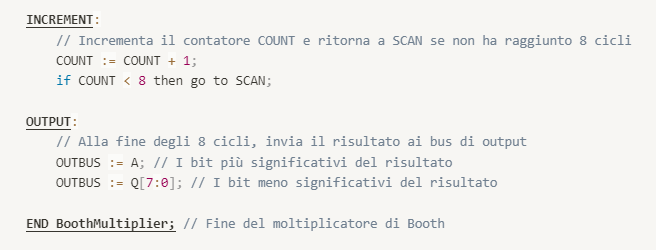 INCREMENT:
// Incrementa il contatore COUNT e ritorna a SCAN se non ha raggiunto 8 cicli
COUNT := COUNT + 1;
if COUNT < 8 then go to SCAN;
OUTPUT:
// Alla fine degli 8 cicli, invia il risultato ai bus di output
OUTBUS := A; // I bit più significativi del risultato
OUTBUS := Q[7:0]; // I bit meno significativi del risultato
END BoothMultiplier; // Fine del moltiplicatore di Booth